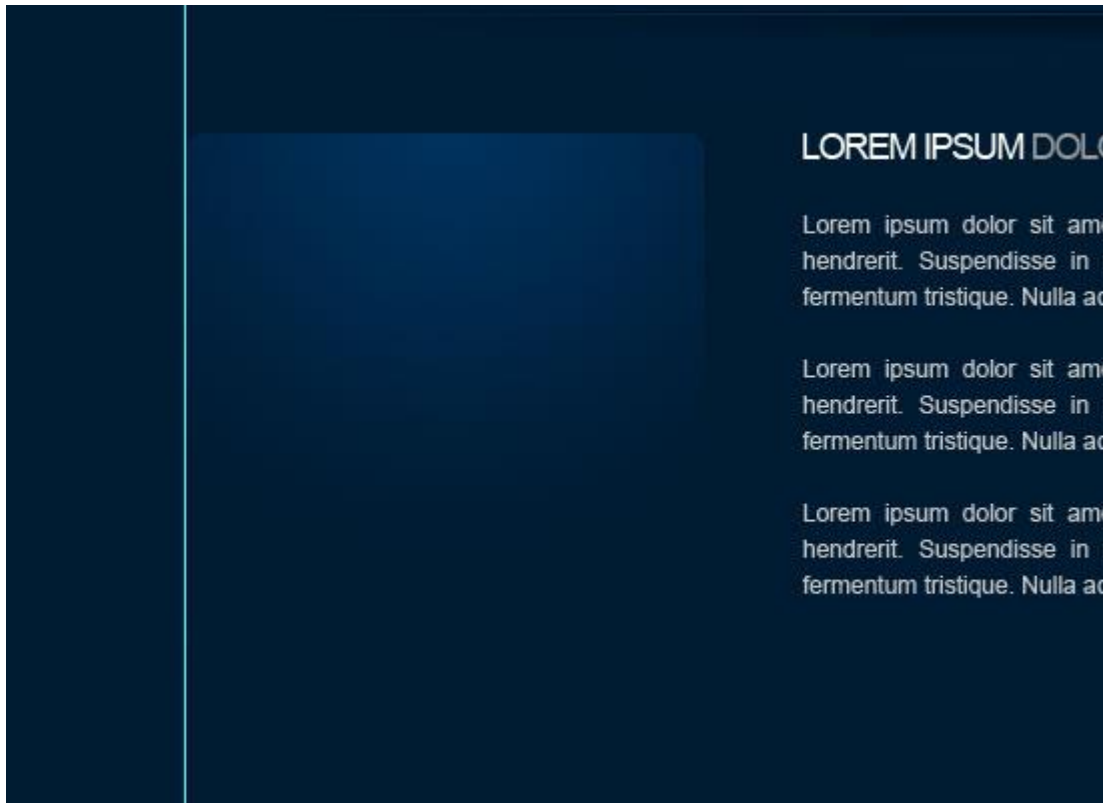 LOREM IPSUM
Lorem ipsum dolor sit
hendrerit. Suspendisse in
fermentum tristique. Nulla
Lorem ipsum dolor sit
hendrerit. Suspendisse in
fermentum tristique. Nulla
Lorem ipsum dolor sit
hendrerit. Suspendisse in
fermentum tristique. Nulla